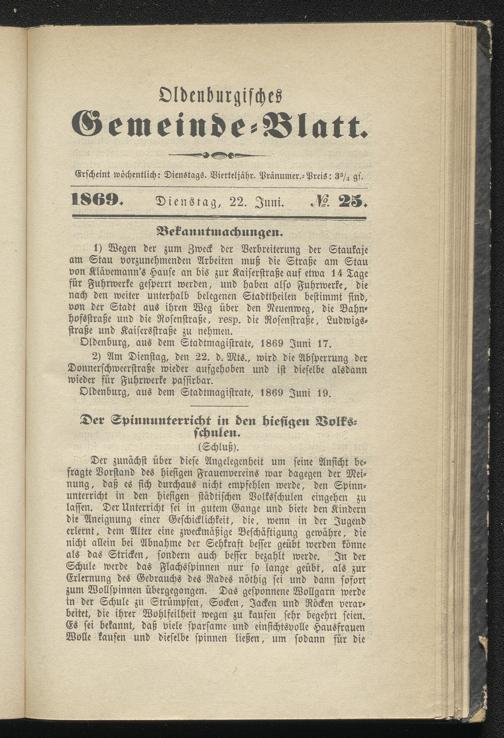 Oldenburgisches
Gemeinde-Blatt.
Erscheint wöchentlich: Dienstags. Vierteljähr. Pränumer.-Preis: 3¾ gs.
1869. Dienstag, 22. Juni. №. 25.
Bekanntmachungen.
1) Wegen der zum Zweck der Verbreiterung der Staukaje
am Stau vorzunehmenden Arbeiten muß die Straße am Stau
von Klävemann's Hause an bis zur Kaiserstraße auf etwa 14 Tage
für Fuhrwerke gesperrt werden, und haben also Fuhrwerke, die
nach den weiter unterhalb belegenen Stadttheilen bestimmt sind,
von der Stadt aus ihren Weg über den Neuenweg, die Bahn-
hofsstraße und die Rosenstraße, resp. die Rosenstraße, Ludwigs-
straße und Kaisersstraße zu nehmen.
Oldenburg, aus dem Stadtmagistrate, 1869 Juni 17.
2) Am Dienstag, den 22. d. Mts., wird die Absperrung der
Donnerschweerstraße wieder aufgehoben und ist dieselbe alsdann
wieder für Fuhrwerke passirbar.
Oldenburg, aus dem Stadtmagistrate, 1869 Juni 19.
Der Spinnunterricht in den hiesigen Volks-
schulen.
(Schluß).
Der zunächst über diese Angelegenheit um seine Ansicht be-
fragte Vorstand des hiesigen Frauenvereins war dagegen der Mei-
nung, daß es sich durchaus nicht empfehlen werde, den Spinn-
unterricht in den hiesigen städtischen Volksschulen eingehen zu
lassen. Der Unterricht sei in gutem Gange und biete den Kindern
die Aneignung einer Geschicklichkeit, die, wenn in der Jugend
erlernt, dem Alter eine zweckmäßige Beschäftigung gewähre, die
nicht allein bei Abnahme der Sehkraft besser geübt werden könne
als das Stricken, sondern auch besser bezahlt werde. In der
Schule werde das Flachsspinnen nur so lange geübt, als zur
Erlernung des Gebrauchs des Rades nöthig sei und dann sofort
zum Wollspinnen übergegangen. Das gesponnene Wollgarn werde
in der Schule zu Strümpfen, Socken, Jacken und Röcken verar-
beitet, die ihrer Wohlfeilheit wegen zu kaufen sehr begehrt seien.
Es sei bekannt, daß viele sparsame und einsichtsvolle Hausfrauen
Wolle kaufen und dieselbe spinnen ließen, um sodann für die